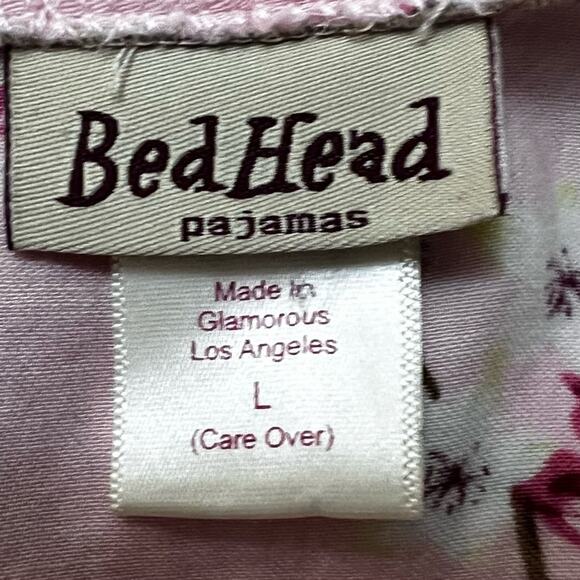 BedHead
pajamas
Made in
Glamorous
Los Angeles
L
(Care Over)